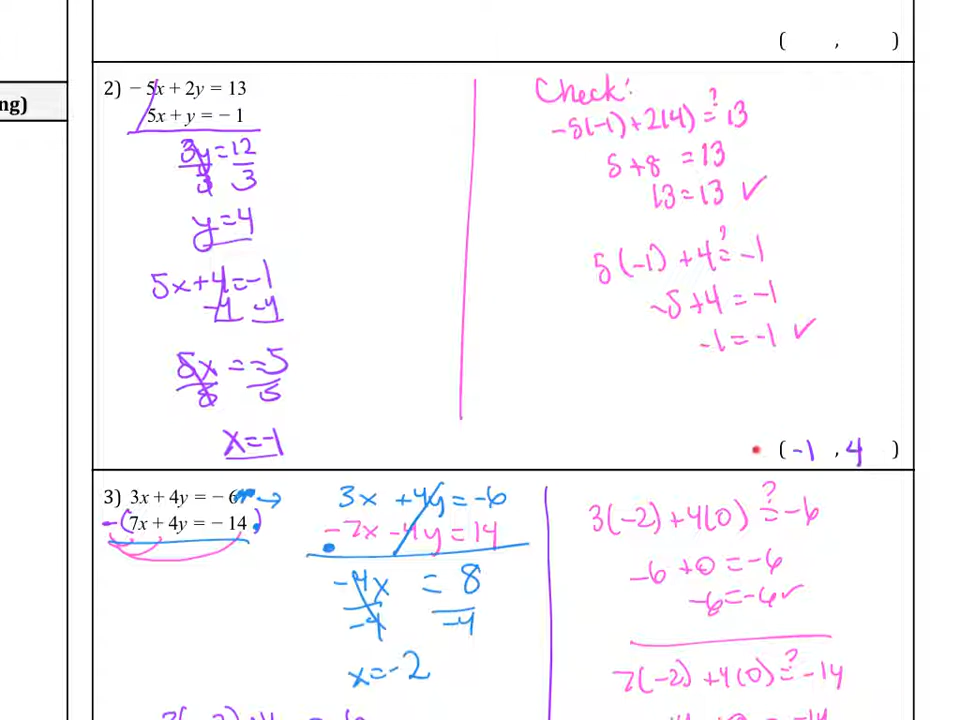 ( , )
ng)
2) − 5x + 2y = 13
5x + y = − 1
3y = 12
3 3
y = 4
5x + 4 = -1
-4 -4
5x = -5
5 5
x = -1
Check:
-5(-1) + 2(4) ?= 13
5 + 8 = 13
13 = 13 ✓
5(-1) + 4 ?= -1
-5 + 4 = -1
-1 = -1 ✓
( -1 , 4 )
3) 3x + 4y = − 6 →
-(7x + 4y = − 14)
3x + 4y = -6
-7x - 4y = 14
-4x = 8
-4 -4
x = -2
3(-2) + 4(0) ?= -6
-6 + 0 = -6
-6 = -6 ✓
7(-2) + 4(0) ?= -14